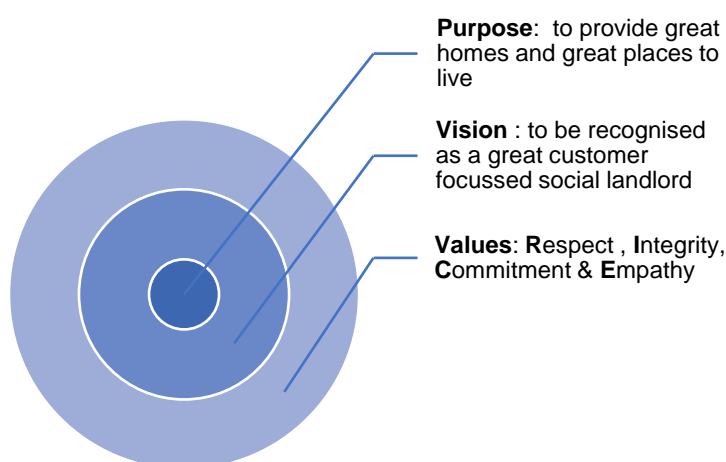 Purpose:  to provide great
homes and great places to
live
Vision : to be recognised
as a great customer
focussed social landlord
Values: Respect , Integrity,
Commitment & Empathy